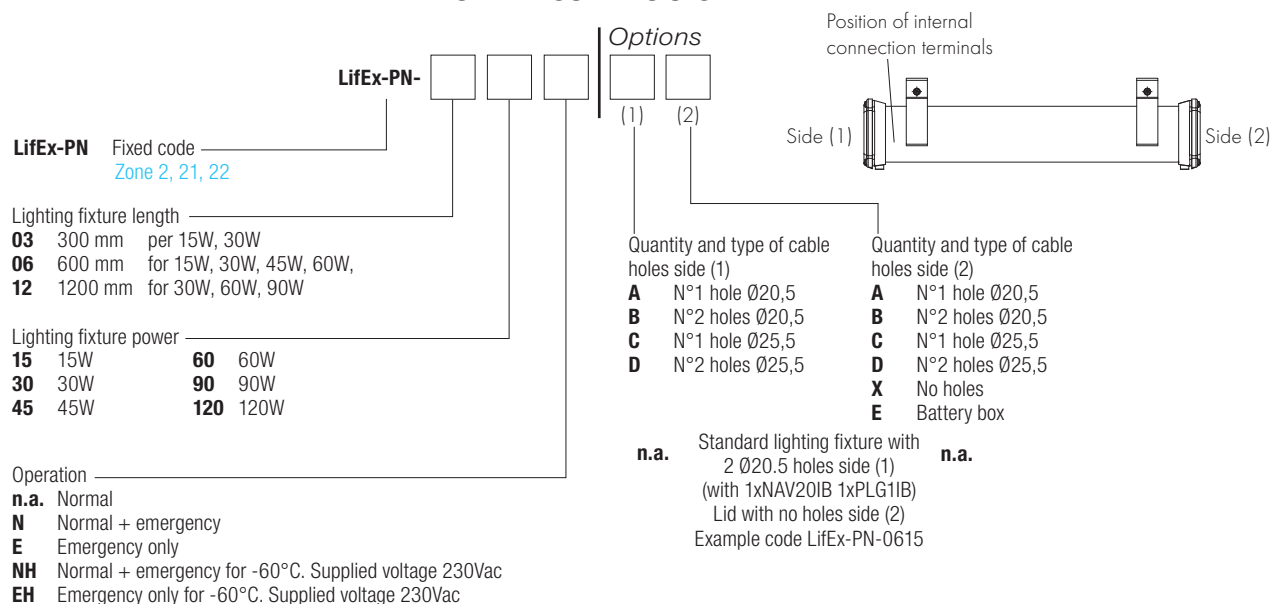 Options
Position of internal
connection terminals
LifEx-PN-
(1) (2)
Side (1)
Side (2)
LifEx-PN Fixed code
Zone 2, 21, 22
Lighting fixture length
03 300 mm per 15W, 30W
06 600 mm for 15W, 30W, 45W, 60W,
12 1200 mm for 30W, 60W, 90W
Lighting fixture power
15 15W 60 60W
30 30W 90 90W
45 45W 120 120W
Operation
n.a. Normal
N Normal + emergency
E Emergency only
NH Normal + emergency for -60°C. Supplied voltage 230Vac
EH Emergency only for -60°C. Supplied voltage 230Vac
Quantity and type of cable
holes side (1)
A N°1 hole Ø20,5
B N°2 holes Ø20,5
C N°1 hole Ø25,5
D N°2 holes Ø25,5
Quantity and type of cable
holes side (2)
A N°1 hole Ø20,5
B N°2 holes Ø20,5
C N°1 hole Ø25,5
D N°2 holes Ø25,5
X No holes
E Battery box
n.a. Standard lighting fixture with n.a.
2 Ø20.5 holes side (1)
(with 1xNAV20IB 1xPLG1IB)
Lid with no holes side (2)
Example code LifEx-PN-0615